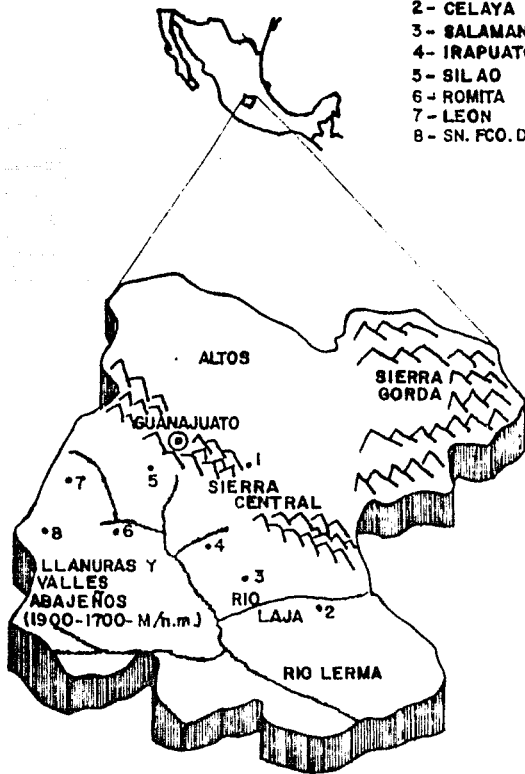 2- CELAYA
3- SALAMAN
4- IRAPUATO
5- SILAO
6- ROMITA
7- LEON
8- SN. FCO. D
ALTOS
SIERRA
GORDA
GUANAJUATO
1
7
5
SIERRA
CENTRAL
8
6
4
LLANURAS Y
VALLES
ABAJEÑOS
(1900-1700-M/n.m.)
3
RIO
LAJA
2
RIO LERMA